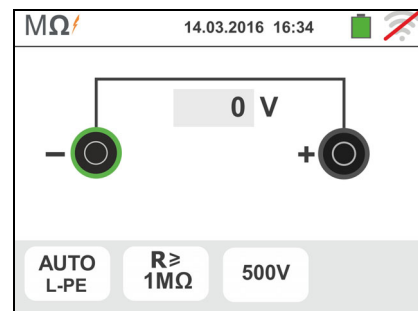 MΩ 14.03.2016 16:34
0 V
− +
AUTO L-PE
R≥ 1MΩ
500V